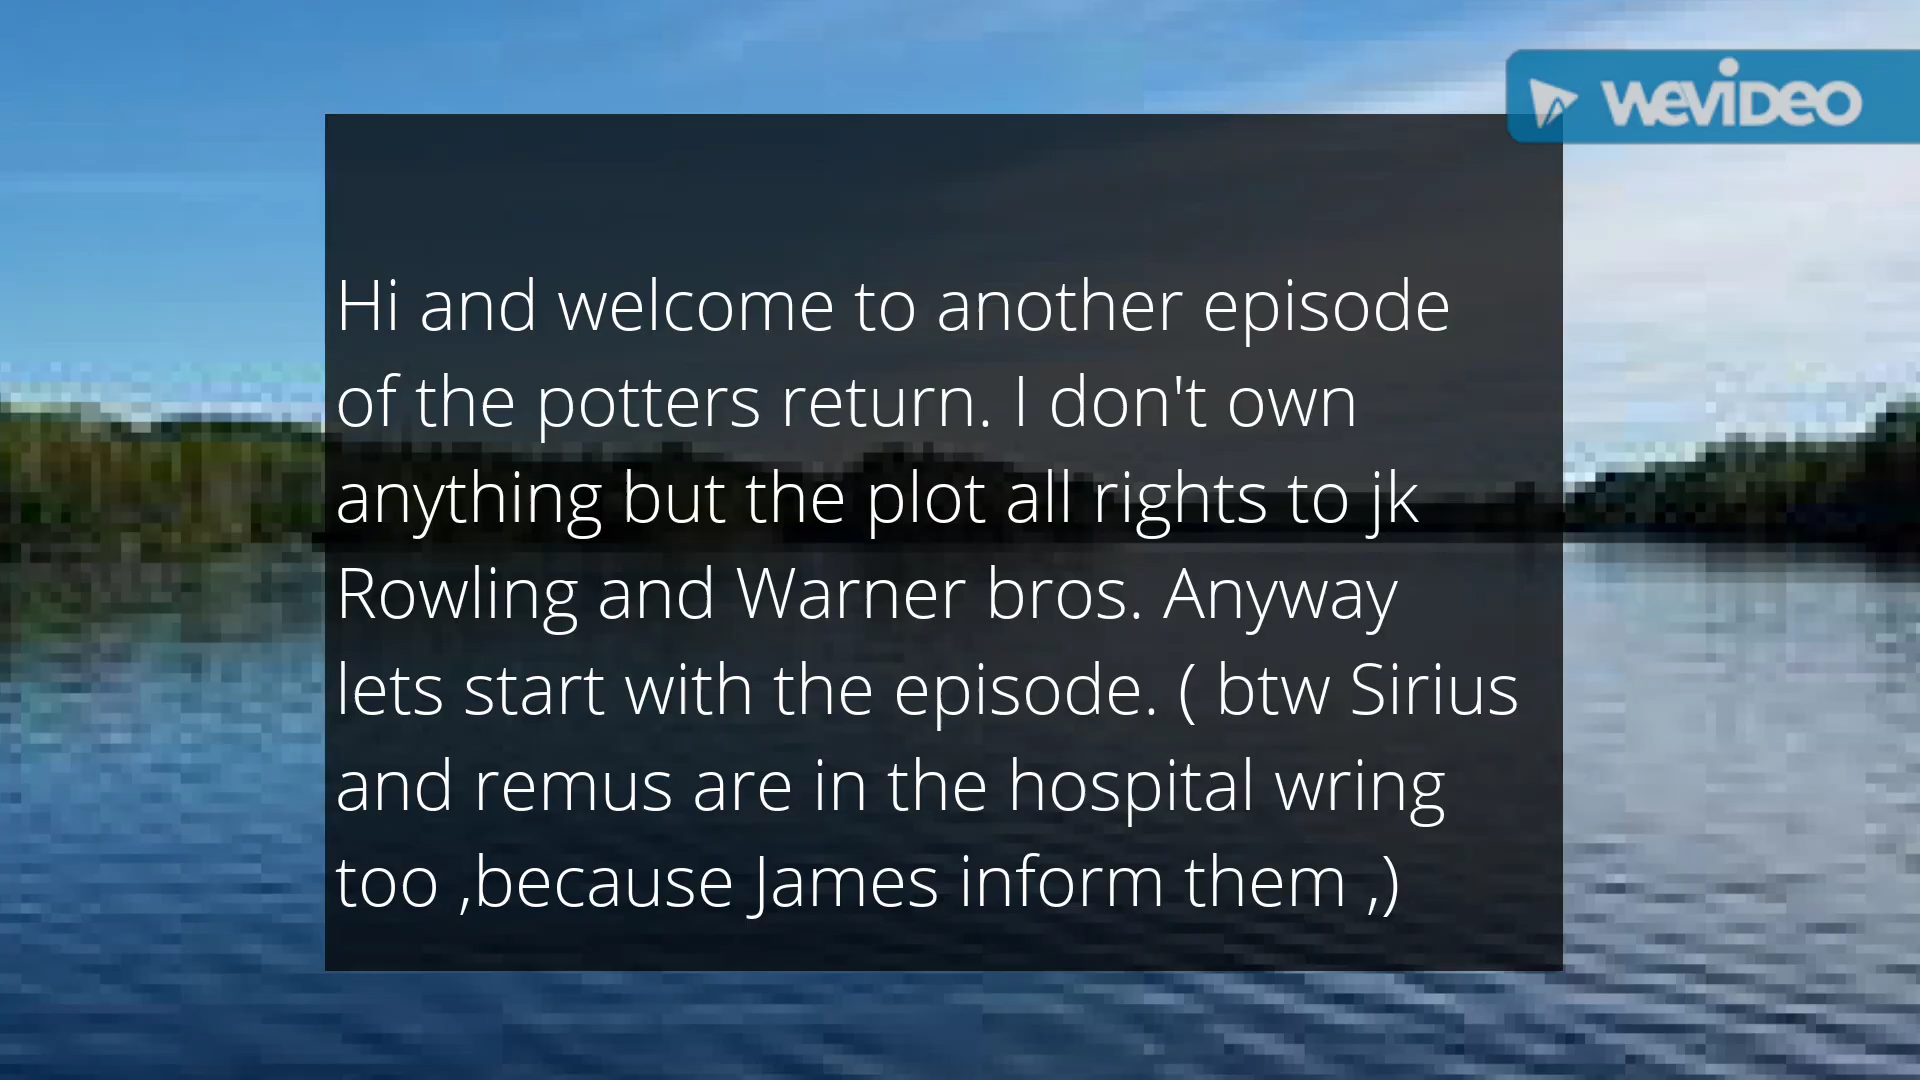 WEVIDEO
Hi and welcome to another episode
of the potters return. I don't own
anything but the plot all rights to jk
Rowling and Warner bros. Anyway
lets start with the episode. ( btw Sirius
and remus are in the hospital wring
too ,because James inform them ,)